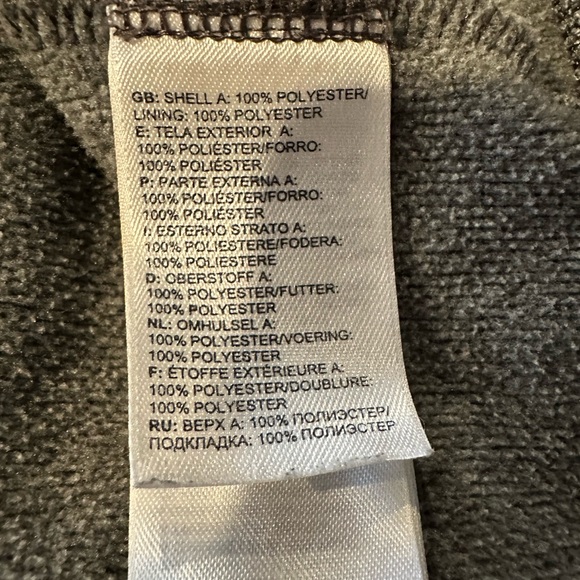 GB: SHELL A: 100% POLYESTER/
LINING: 100% POLYESTER
E: TELA EXTERIOR A:
100% POLIÉSTER/FORRO:
100% POLIÉSTER
P: PARTE EXTERNA A:
100% POLIÉSTER/FORRO:
100% POLIÉSTER
I: ESTERNO STRATO A:
100% POLIESTERE/FODERA:
100% POLIESTERE
D: OBERSTOFF A:
100% POLYESTER/FUTTER:
100% POLYESTER
NL: OMHULSEL A:
100% POLYESTER/VOERING:
100% POLYESTER
F: ÉTOFFE EXTÉRIEURE A:
100% POLYESTER/DOUBLURE:
100% POLYESTER
RU: ВЕРХ А: 100% ПОЛИЭСТЕР/
ПОДКЛАДКА: 100% ПОЛИЭСТЕР